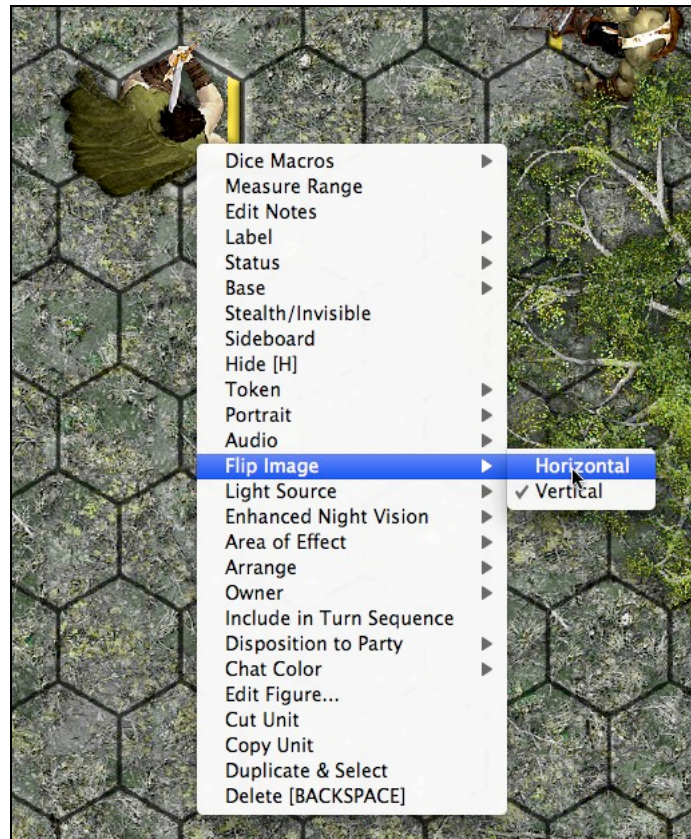 Dice Macros
Measure Range
Edit Notes
Label
Status
Base
Stealth/Invisible
Sideboard
Hide [H]
Token
Portrait
Audio
Flip Image
Horizontal
Light Source
✓ Vertical
Enhanced Night Vision
Area of Effect
Arrange
Owner
Include in Turn Sequence
Disposition to Party
Chat Color
Edit Figure...
Cut Unit
Copy Unit
Duplicate & Select
Delete [BACKSPACE]